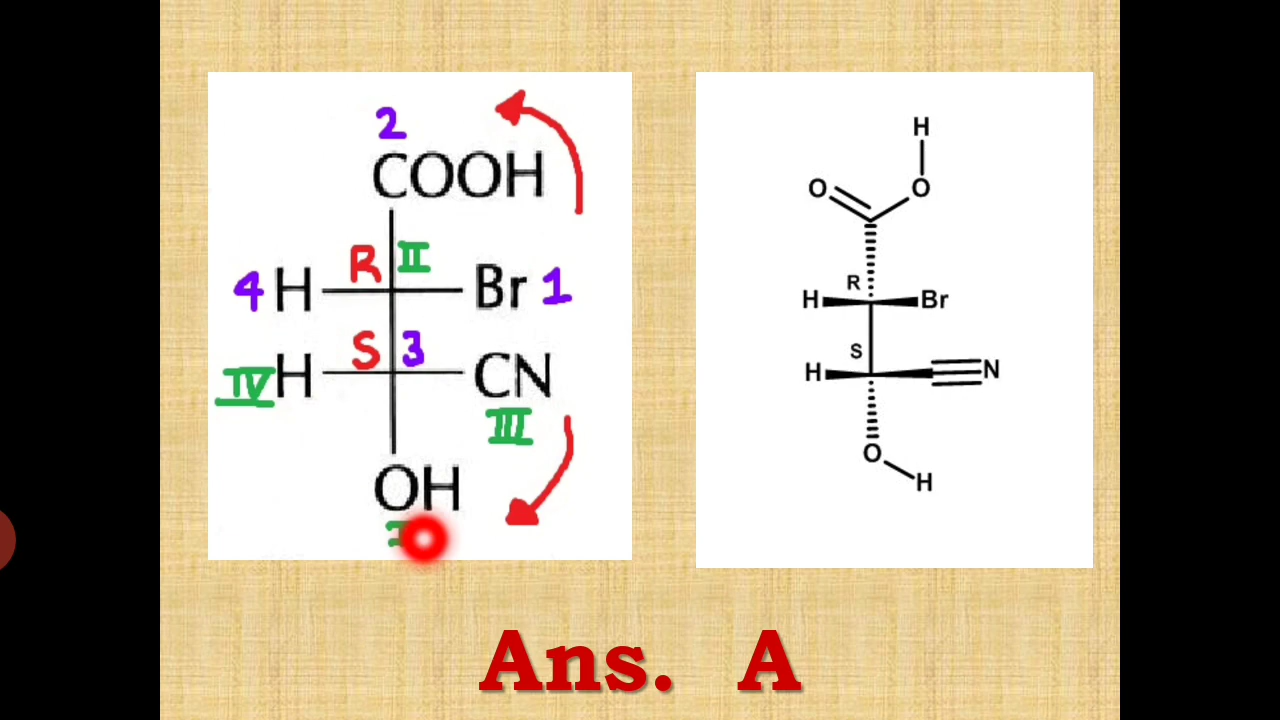 2
COOH
R II
4 H Br 1
S 3
IV H CN
III
OH
H
O O
R
H Br
S
H N
O
H
Ans. A